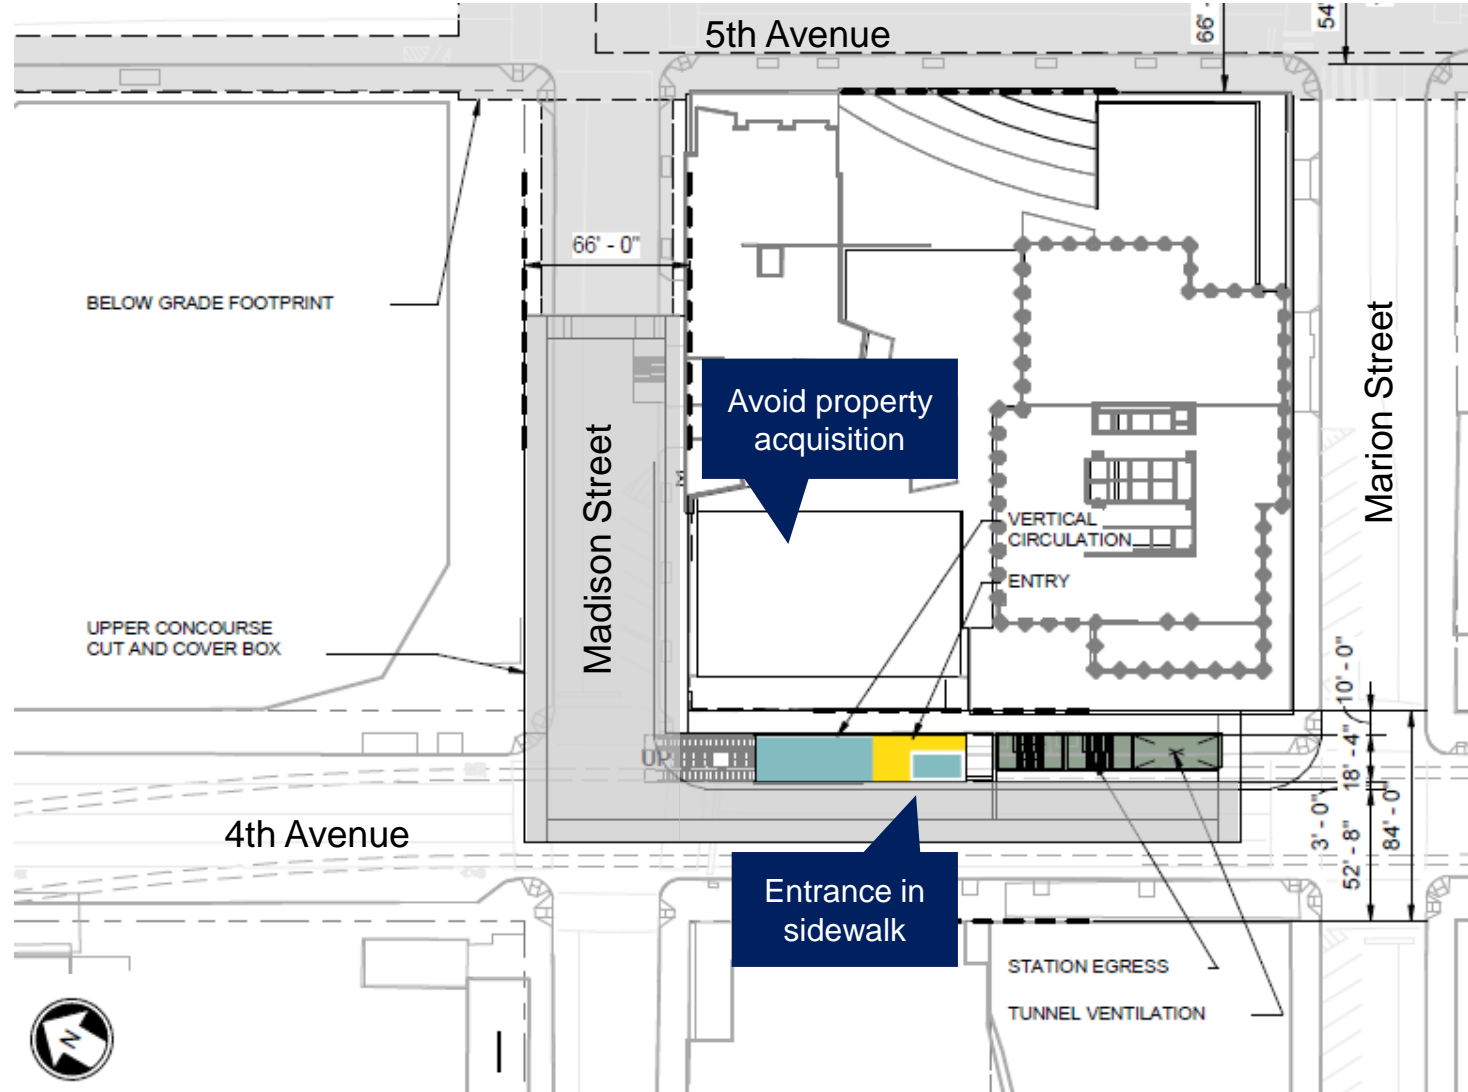 5th Avenue
66' -
54'
66' - 0"
BELOW GRADE FOOTPRINT
Avoid property
acquisition
Madison Street
Marion Street
VERTICAL
CIRCULATION
ENTRY
UPPER CONCOURSE
CUT AND COVER BOX
10' - 0"
18' - 4"
3' - 0"
52' - 8"
84' - 0"
UP
4th Avenue
Entrance in
sidewalk
STATION EGRESS
TUNNEL VENTILATION
N